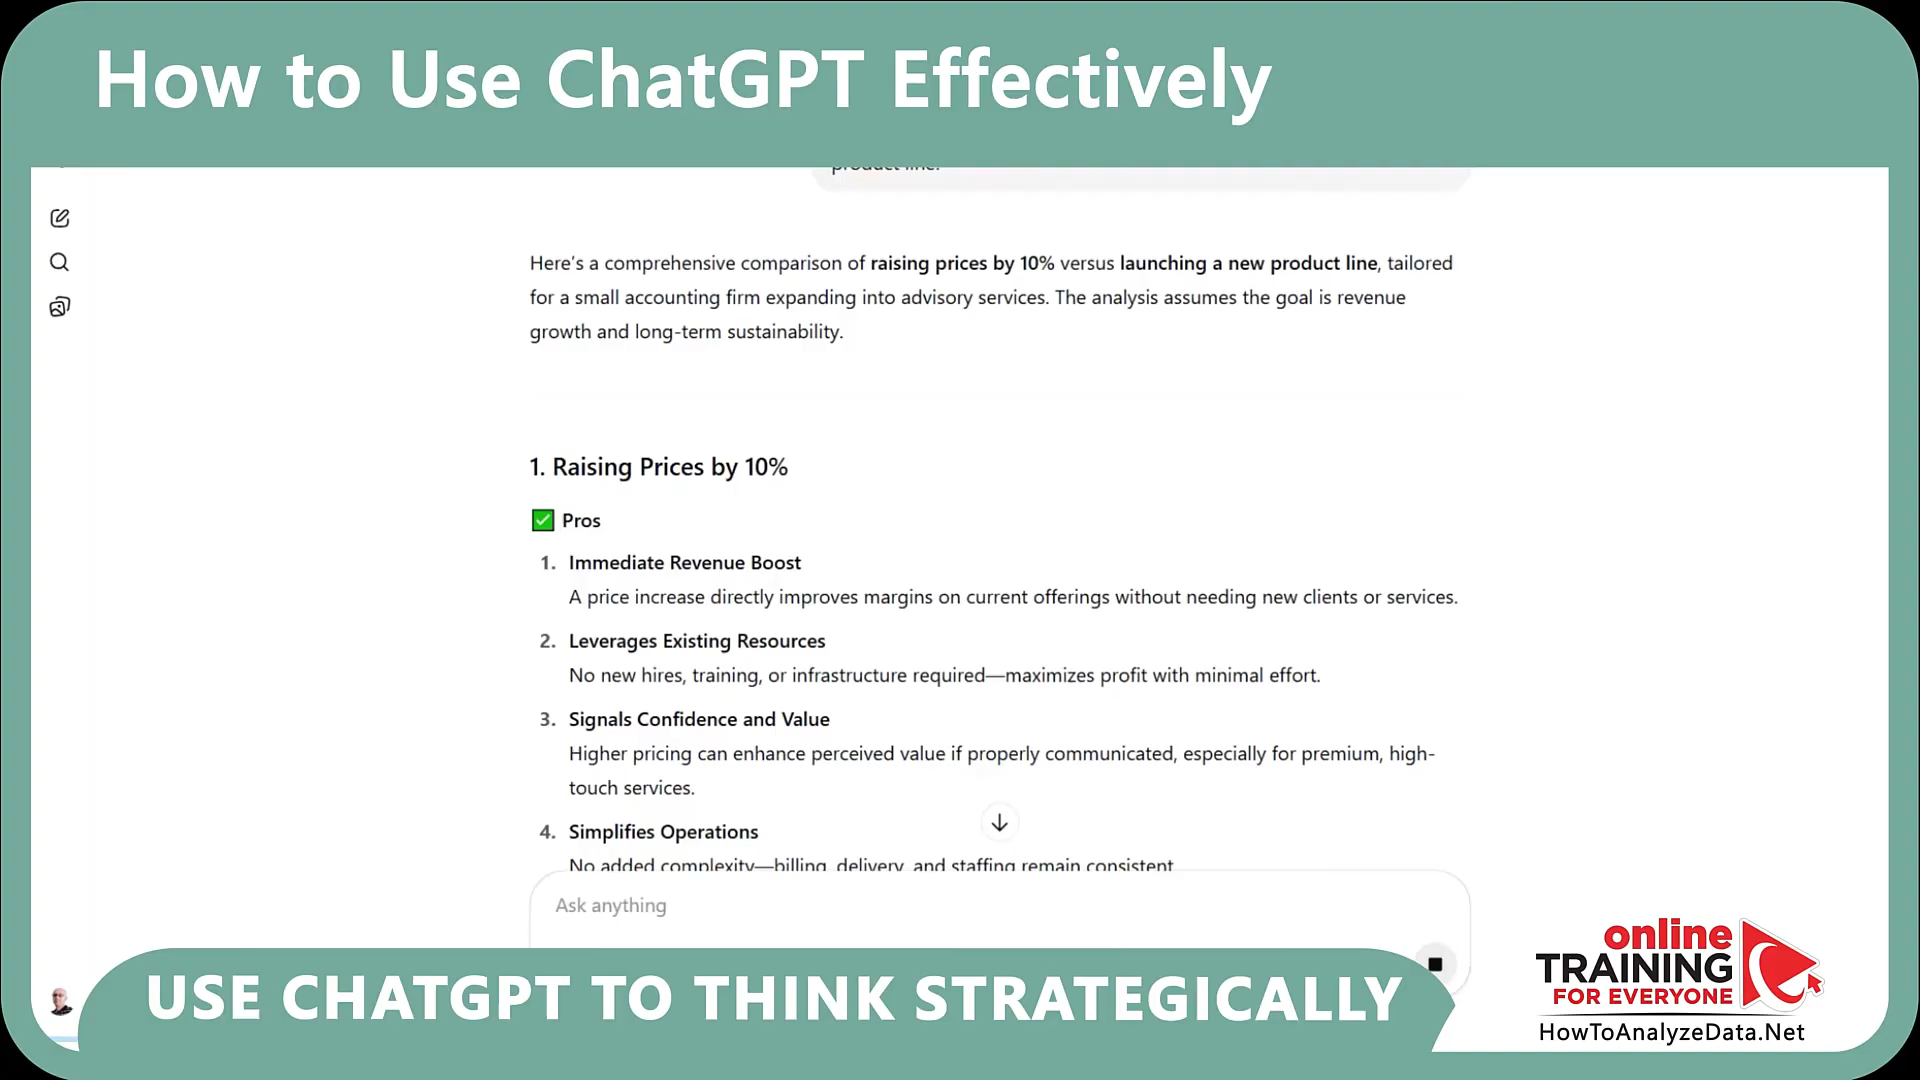 How to Use ChatGPT Effectively
product line.
Here’s a comprehensive comparison of raising prices by 10% versus launching a new product line, tailored
for a small accounting firm expanding into advisory services. The analysis assumes the goal is revenue
growth and long-term sustainability.
1. Raising Prices by 10%
✅ Pros
1. Immediate Revenue Boost
A price increase directly improves margins on current offerings without needing new clients or services.
2. Leverages Existing Resources
No new hires, training, or infrastructure required—maximizes profit with minimal effort.
3. Signals Confidence and Value
Higher pricing can enhance perceived value if properly communicated, especially for premium, high-
touch services.
4. Simplifies Operations
No added complexity—billing, delivery, and staffing remain consistent
Ask anything
USE CHATGPT TO THINK STRATEGICALLY
online
TRAINING
FOR EVERYONE
HowToAnalyzeData.Net